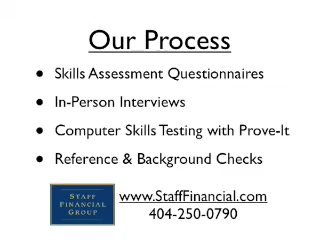 Our Process
• Skills Assessment Questionnaires
• In-Person Interviews
• Computer Skills Testing with Prove-It
• Reference & Background Checks
STAFF
FINANCIAL
GROUP
www.StaffFinancial.com
404-250-0790